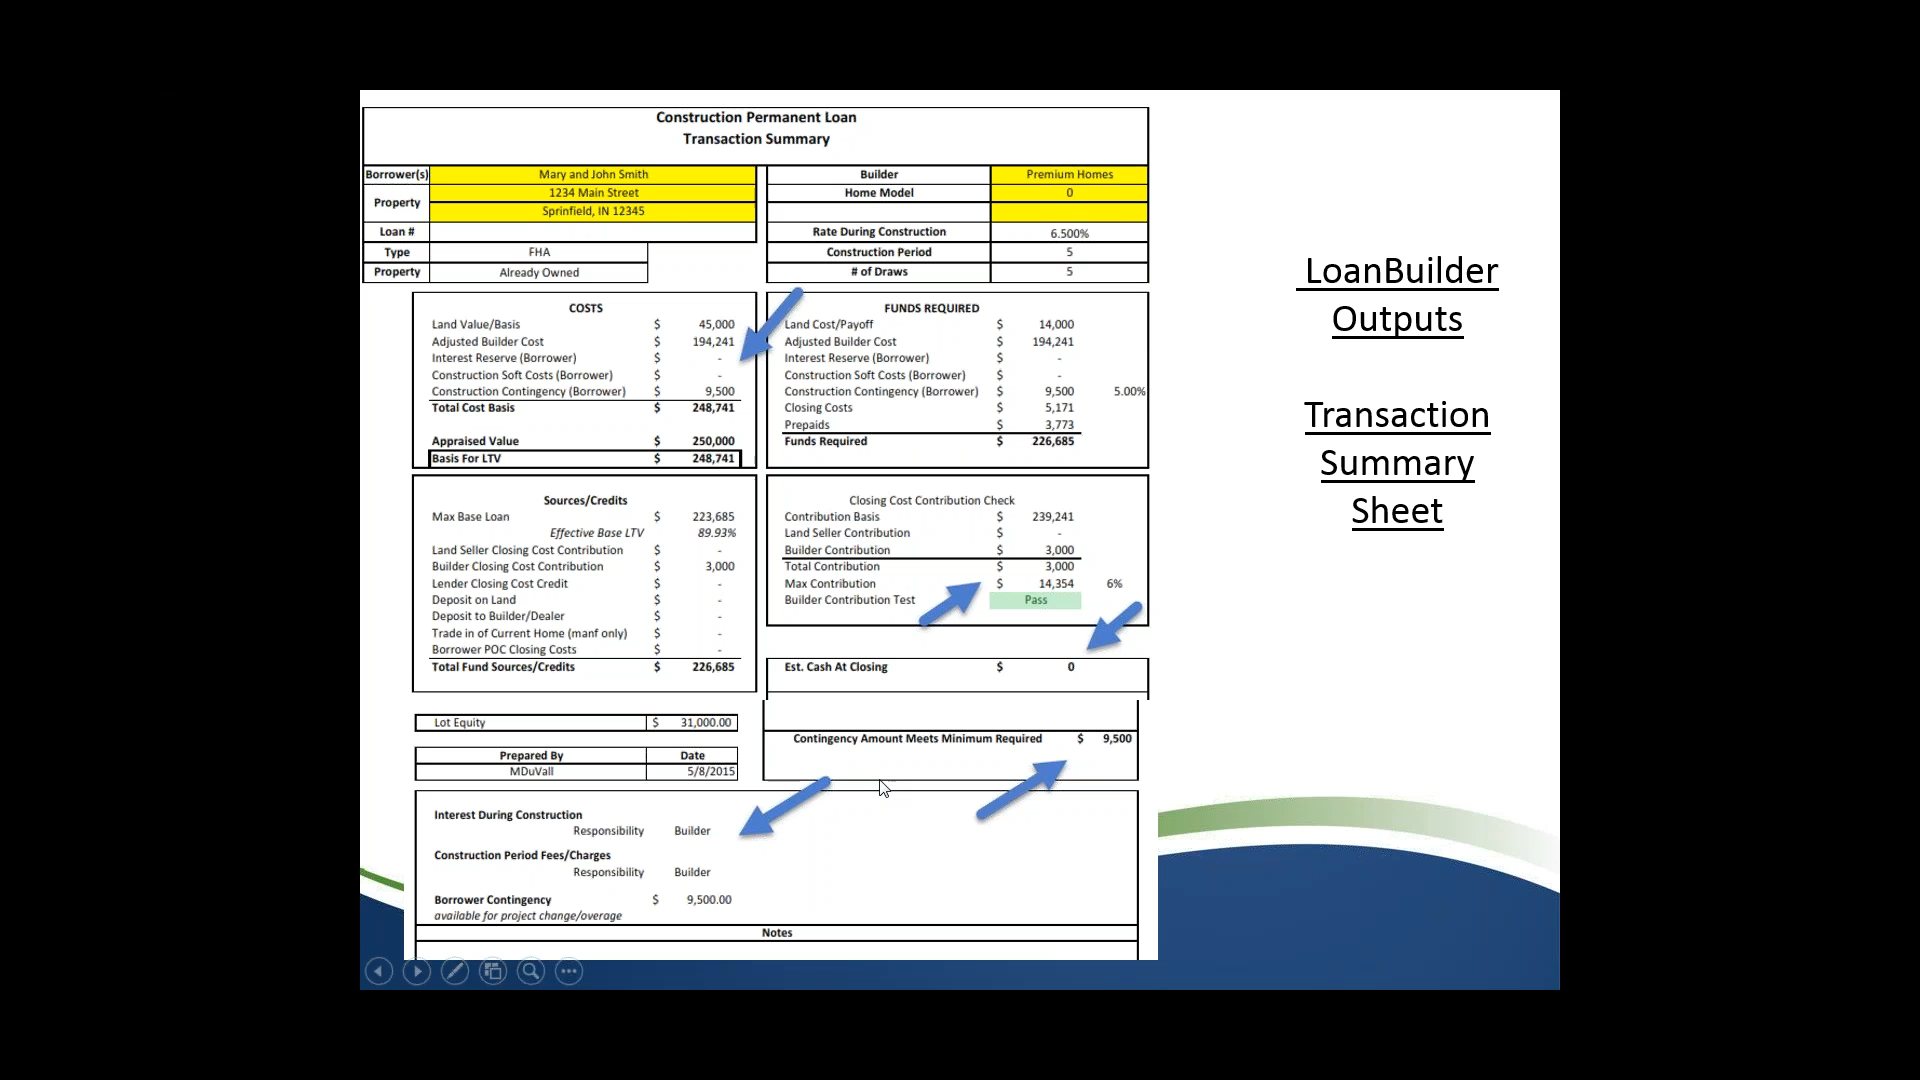 Construction Permanent Loan
Transaction Summary
Borrower(s) Mary and John Smith Builder Premium Homes
Property 1234 Main Street Home Model 0
Sprinfield, IN 12345
Loan # Rate During Construction 6.500%
Type FHA Construction Period 5
Property Already Owned # of Draws 5
COSTS
Land Value/Basis $ 45,000
Adjusted Builder Cost $ 194,241
Interest Reserve (Borrower) $ -
Construction Soft Costs (Borrower) $ -
Construction Contingency (Borrower) $ 9,500
Total Cost Basis $ 248,741
Appraised Value $ 250,000
Basis For LTV $ 248,741
FUNDS REQUIRED
Land Cost/Payoff $ 14,000
Adjusted Builder Cost $ 194,241
Interest Reserve (Borrower) $ -
Construction Soft Costs (Borrower) $ -
Construction Contingency (Borrower) $ 9,500 5.00%
Closing Costs $ 5,171
Prepaids $ 3,773
Funds Required $ 226,685
Sources/Credits
Max Base Loan $ 223,685
Effective Base LTV 89.93%
Land Seller Closing Cost Contribution $ -
Builder Closing Cost Contribution $ 3,000
Lender Closing Cost Credit $ -
Deposit on Land $ -
Deposit to Builder/Dealer $ -
Trade in of Current Home (manf only) $ -
Borrower POC Closing Costs $ -
Total Fund Sources/Credits $ 226,685
Closing Cost Contribution Check
Contribution Basis $ 239,241
Land Seller Contribution $ -
Builder Contribution $ 3,000
Total Contribution $ 3,000
Max Contribution $ 14,354 6%
Builder Contribution Test Pass
Est. Cash At Closing $ 0
Lot Equity $ 31,000.00
Contingency Amount Meets Minimum Required $ 9,500
Prepared By Date
MDuVall 5/8/2015
Interest During Construction
Responsibility Builder
Construction Period Fees/Charges
Responsibility Builder
Borrower Contingency $ 9,500.00
available for project change/overage
Notes
LoanBuilder
Outputs
Transaction
Summary
Sheet